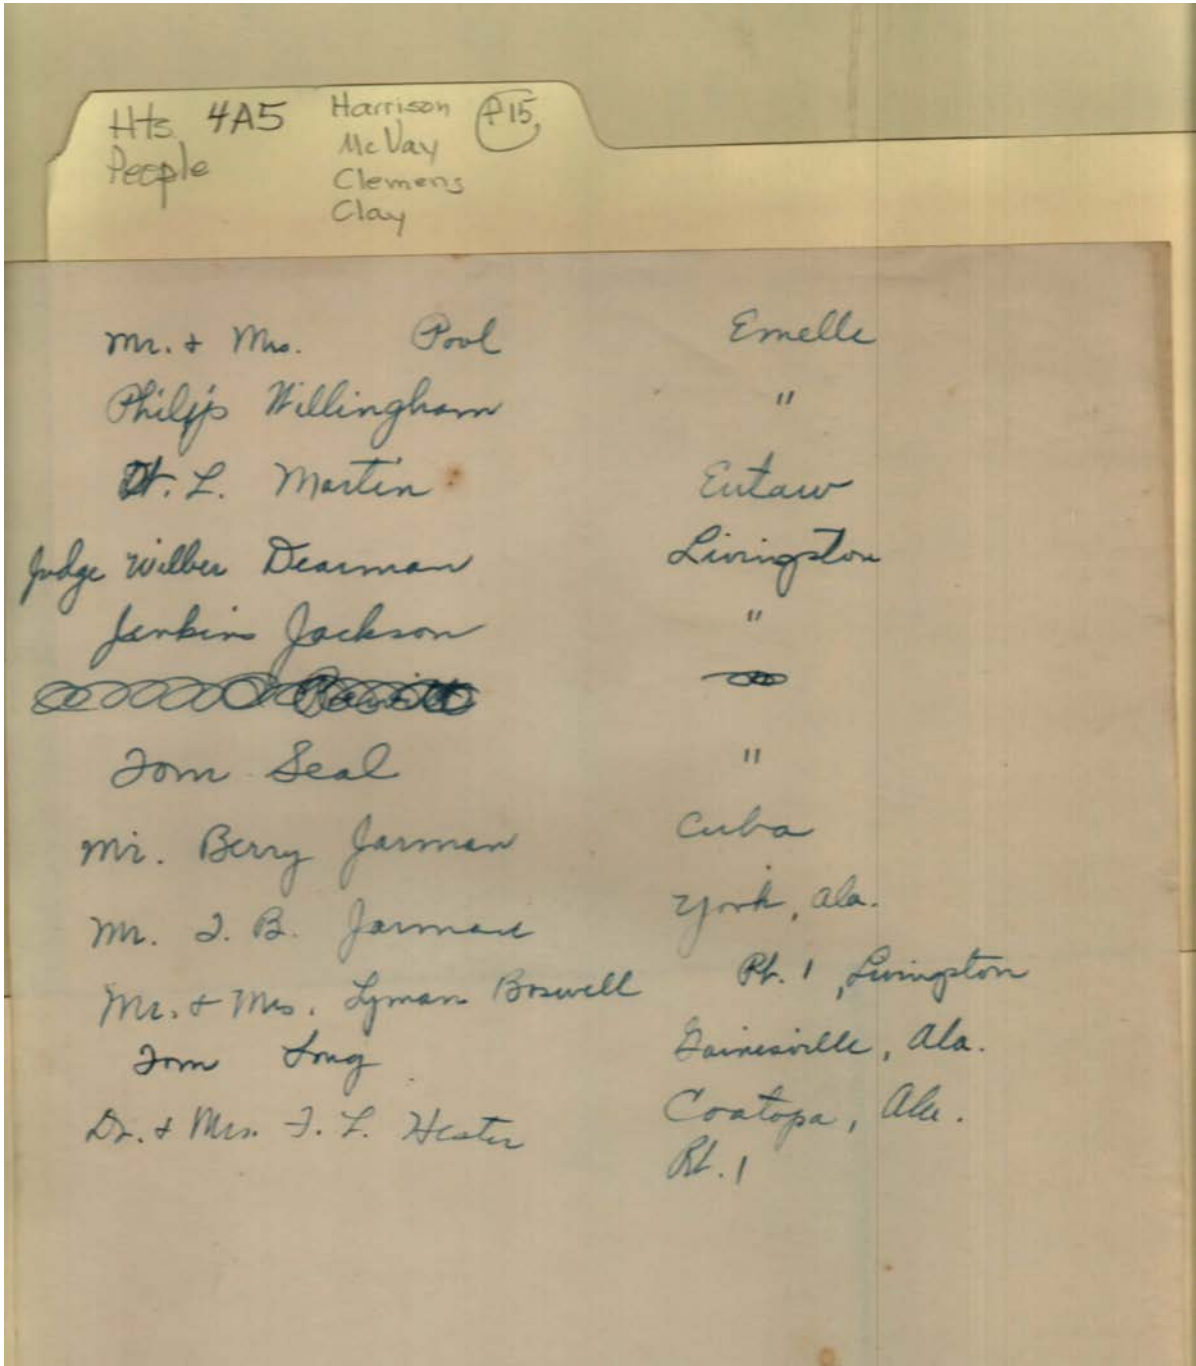 Hts 4A5 Harrison P15
People McVay
Clemens
Clay
Mr. & Mrs. Pool Emelle
Philips Willingham "
L. Martin Eutaw
Judge Wilber Dearman Livingston
Jenkins Jackson "
Tom Seal "
Mr. Berry Jarman Cuba
Mr. J. B. Jarman York, Ala.
Mr. & Mrs. Lyman Boswell Rt. 1, Livingston
Tom Long Gainesville, Ala.
Dr. & Mrs. F. L. Hester Coatopa, Ala.
Rt. 1